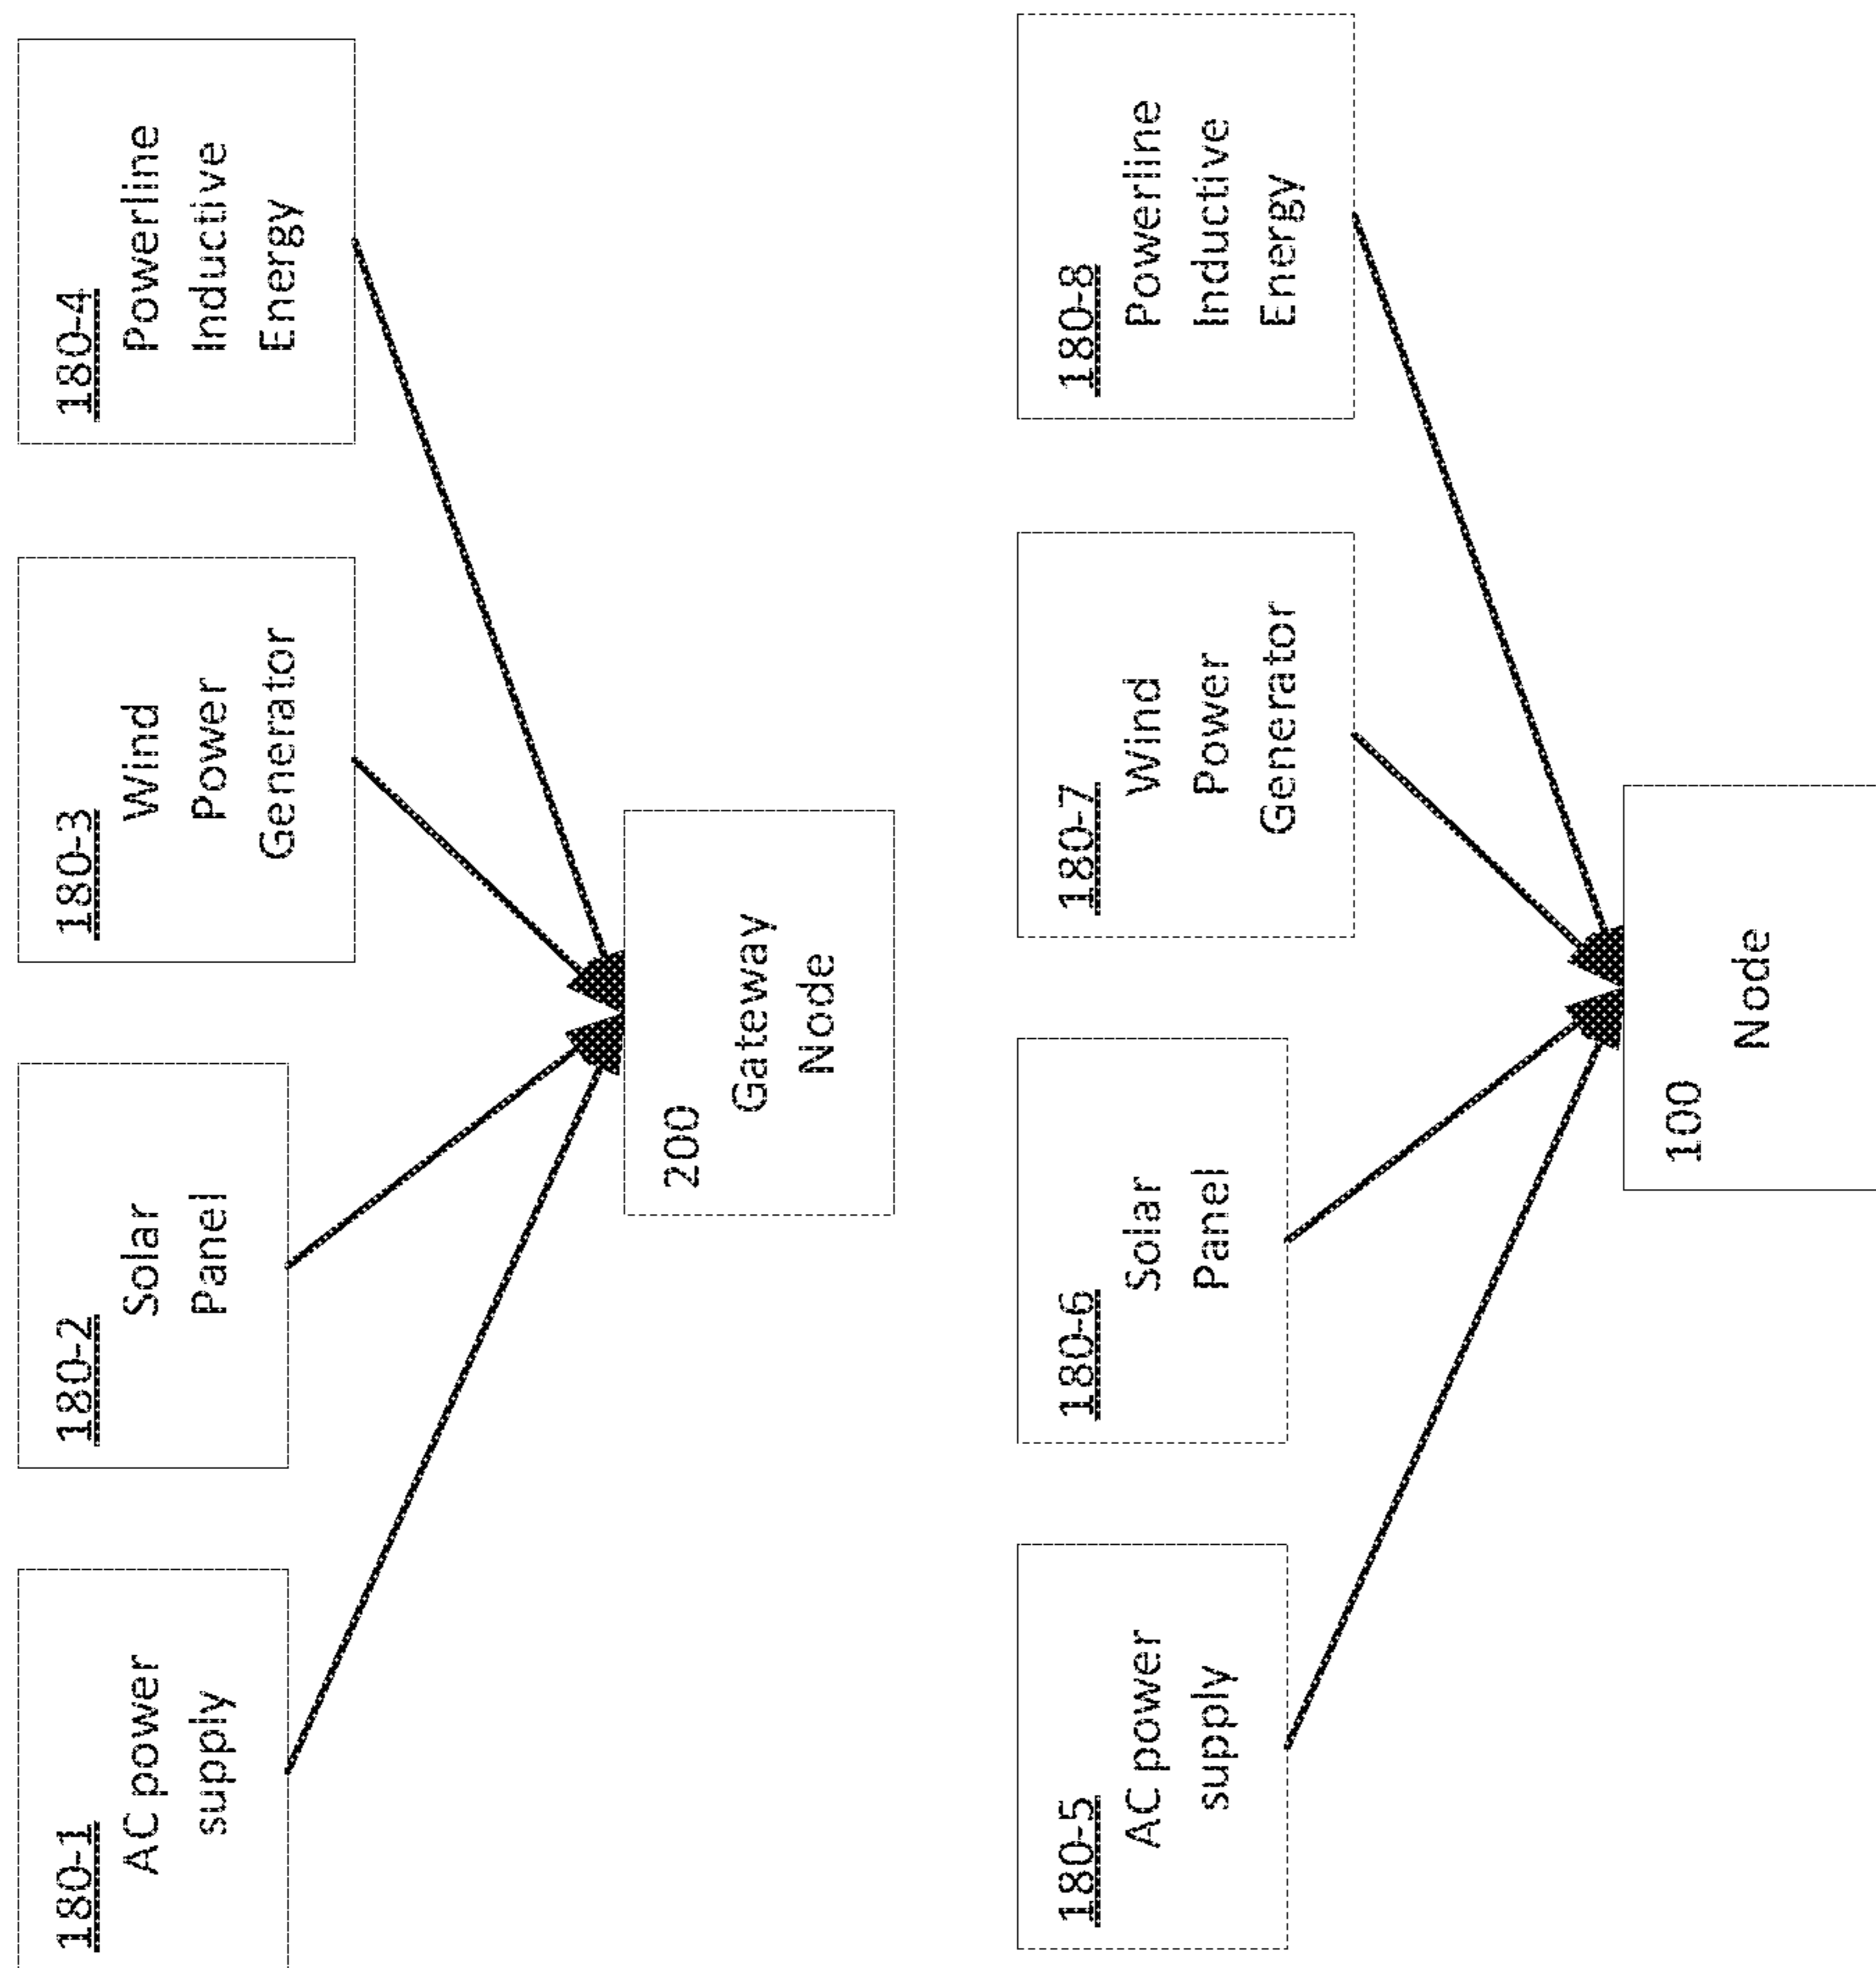 180-1
AC power
supply
180-2
Solar
Panel
180-3
Wind
Power
Generator
180-4
Powerline
Inductive
Energy
200
Gateway
Node
180-5
AC power
supply
180-6
Solar
Panel
180-7
Wind
Power
Generator
180-8
Powerline
Inductive
Energy
100
Node